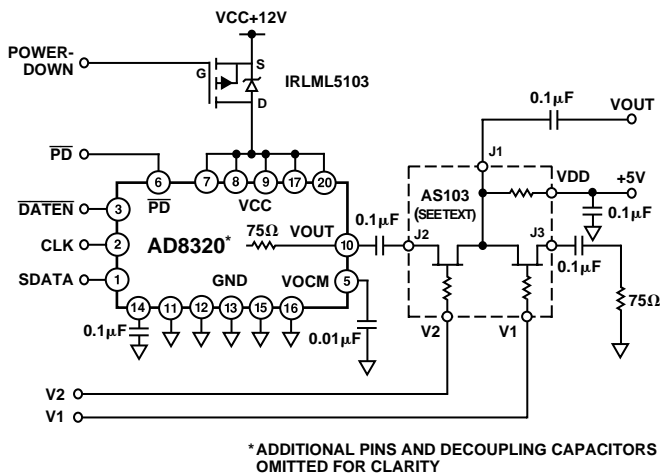 VCC+12V
POWER-
DOWN
G
S
D
IRLML5103
0.1µF
VOUT
PD
6
7
8
9
17
20
J1
PD
VCC
VDD
+5V
DATEN
3
AS103
(SEE TEXT)
0.1µF
CLK
2
AD8320*
75Ω
VOUT
10
0.1µF
J2
J3
0.1µF
SDATA
1
GND
VOCM
5
75Ω
14
11
12
13
15
16
0.1µF
0.01µF
V2
V1
V2
V1
*ADDITIONAL PINS AND DECOUPLING CAPACITORS
OMITTED FOR CLARITY